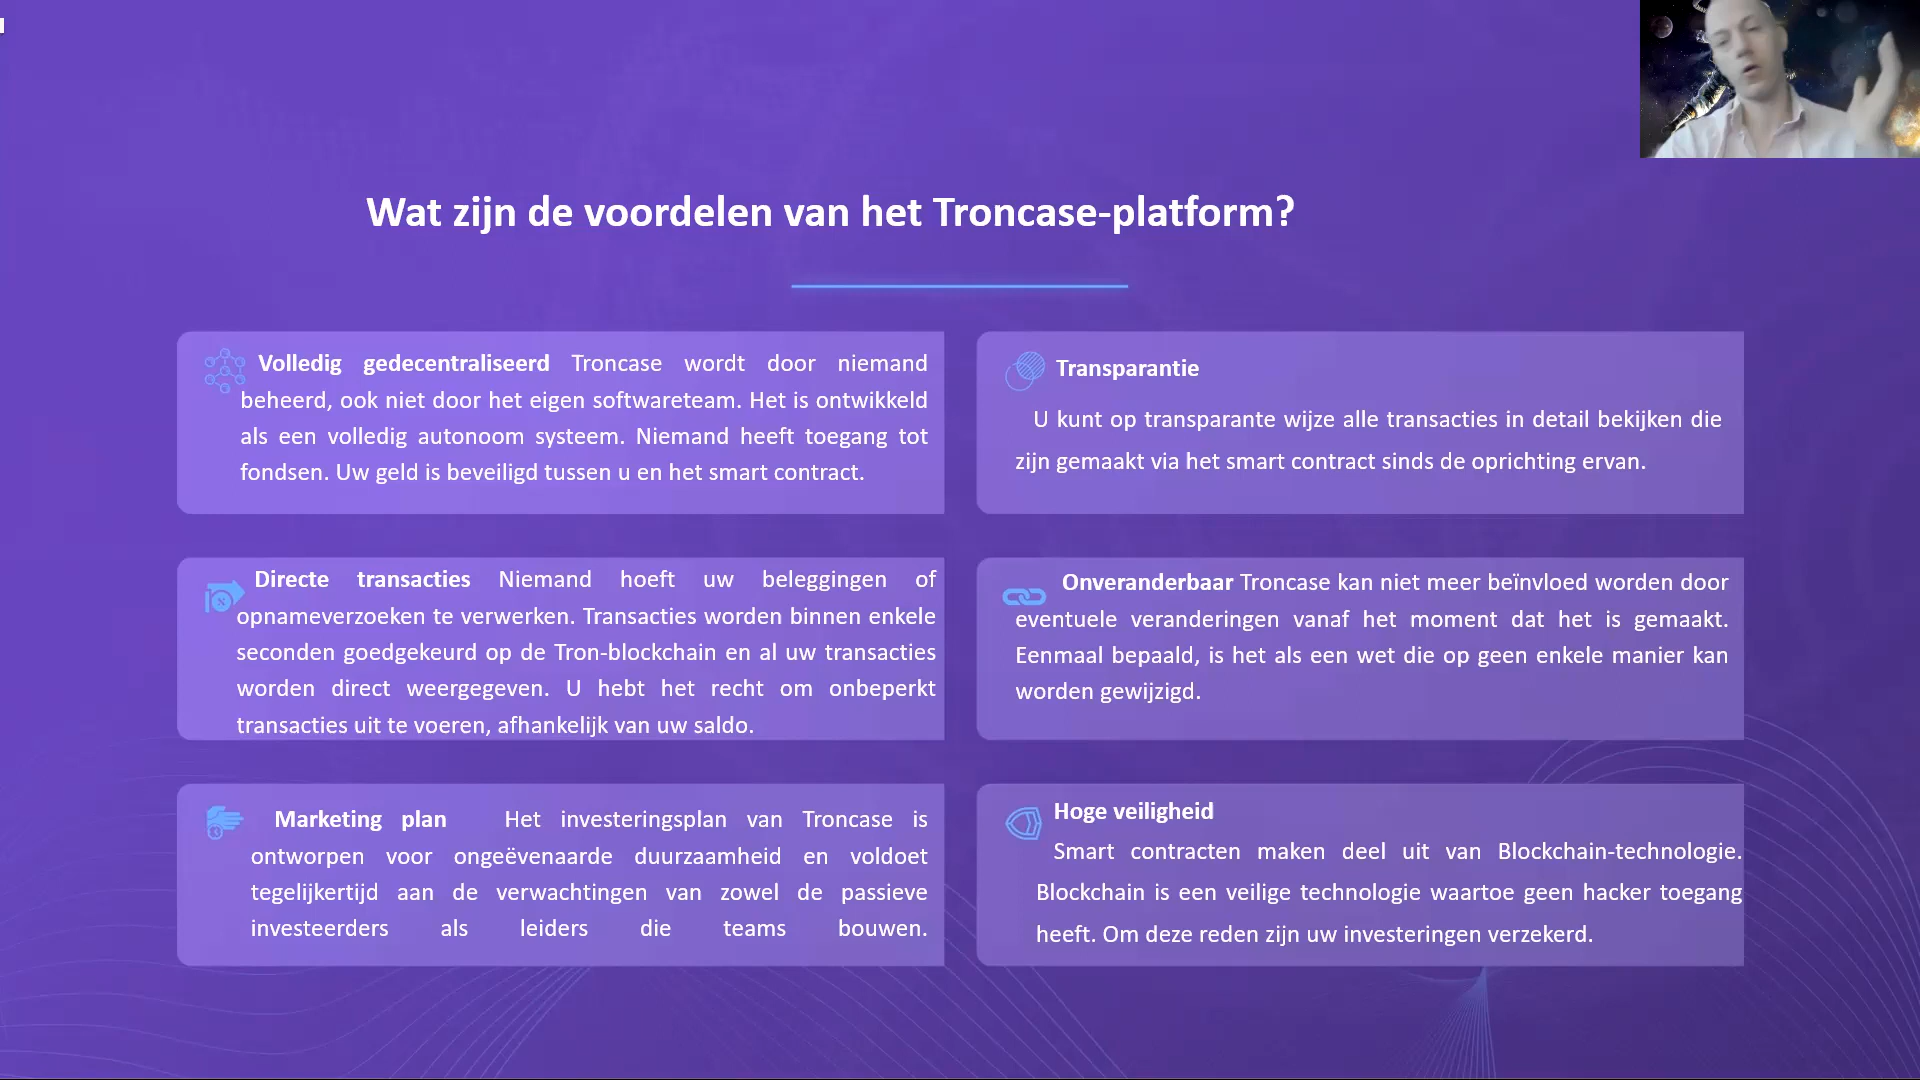 Wat zijn de voordelen van het Troncase-platform?
Volledig gedecentraliseerd Troncase wordt door niemand
beheerd, ook niet door het eigen softwareteam. Het is ontwikkeld
als een volledig autonoom systeem. Niemand heeft toegang tot
fondsen. Uw geld is beveiligd tussen u en het smart contract.
Transparantie
U kunt op transparante wijze alle transacties in detail bekijken die
zijn gemaakt via het smart contract sinds de oprichting ervan.
Directe transacties Niemand hoeft uw beleggingen of
opnameverzoeken te verwerken. Transacties worden binnen enkele
seconden goedgekeurd op de Tron-blockchain en al uw transacties
worden direct weergegeven. U hebt het recht om onbeperkt
transacties uit te voeren, afhankelijk van uw saldo.
Onveranderbaar Troncase kan niet meer beïnvloed worden door
eventuele veranderingen vanaf het moment dat het is gemaakt.
Eenmaal bepaald, is het als een wet die op geen enkele manier kan
worden gewijzigd.
Marketing plan Het investeringsplan van Troncase is
ontworpen voor ongeëvenaarde duurzaamheid en voldoet
tegelijkertijd aan de verwachtingen van zowel de passieve
investeerders als leiders die teams bouwen.
Hoge veiligheid
Smart contracten maken deel uit van Blockchain-technologie.
Blockchain is een veilige technologie waartoe geen hacker toegang
heeft. Om deze reden zijn uw investeringen verzekerd.